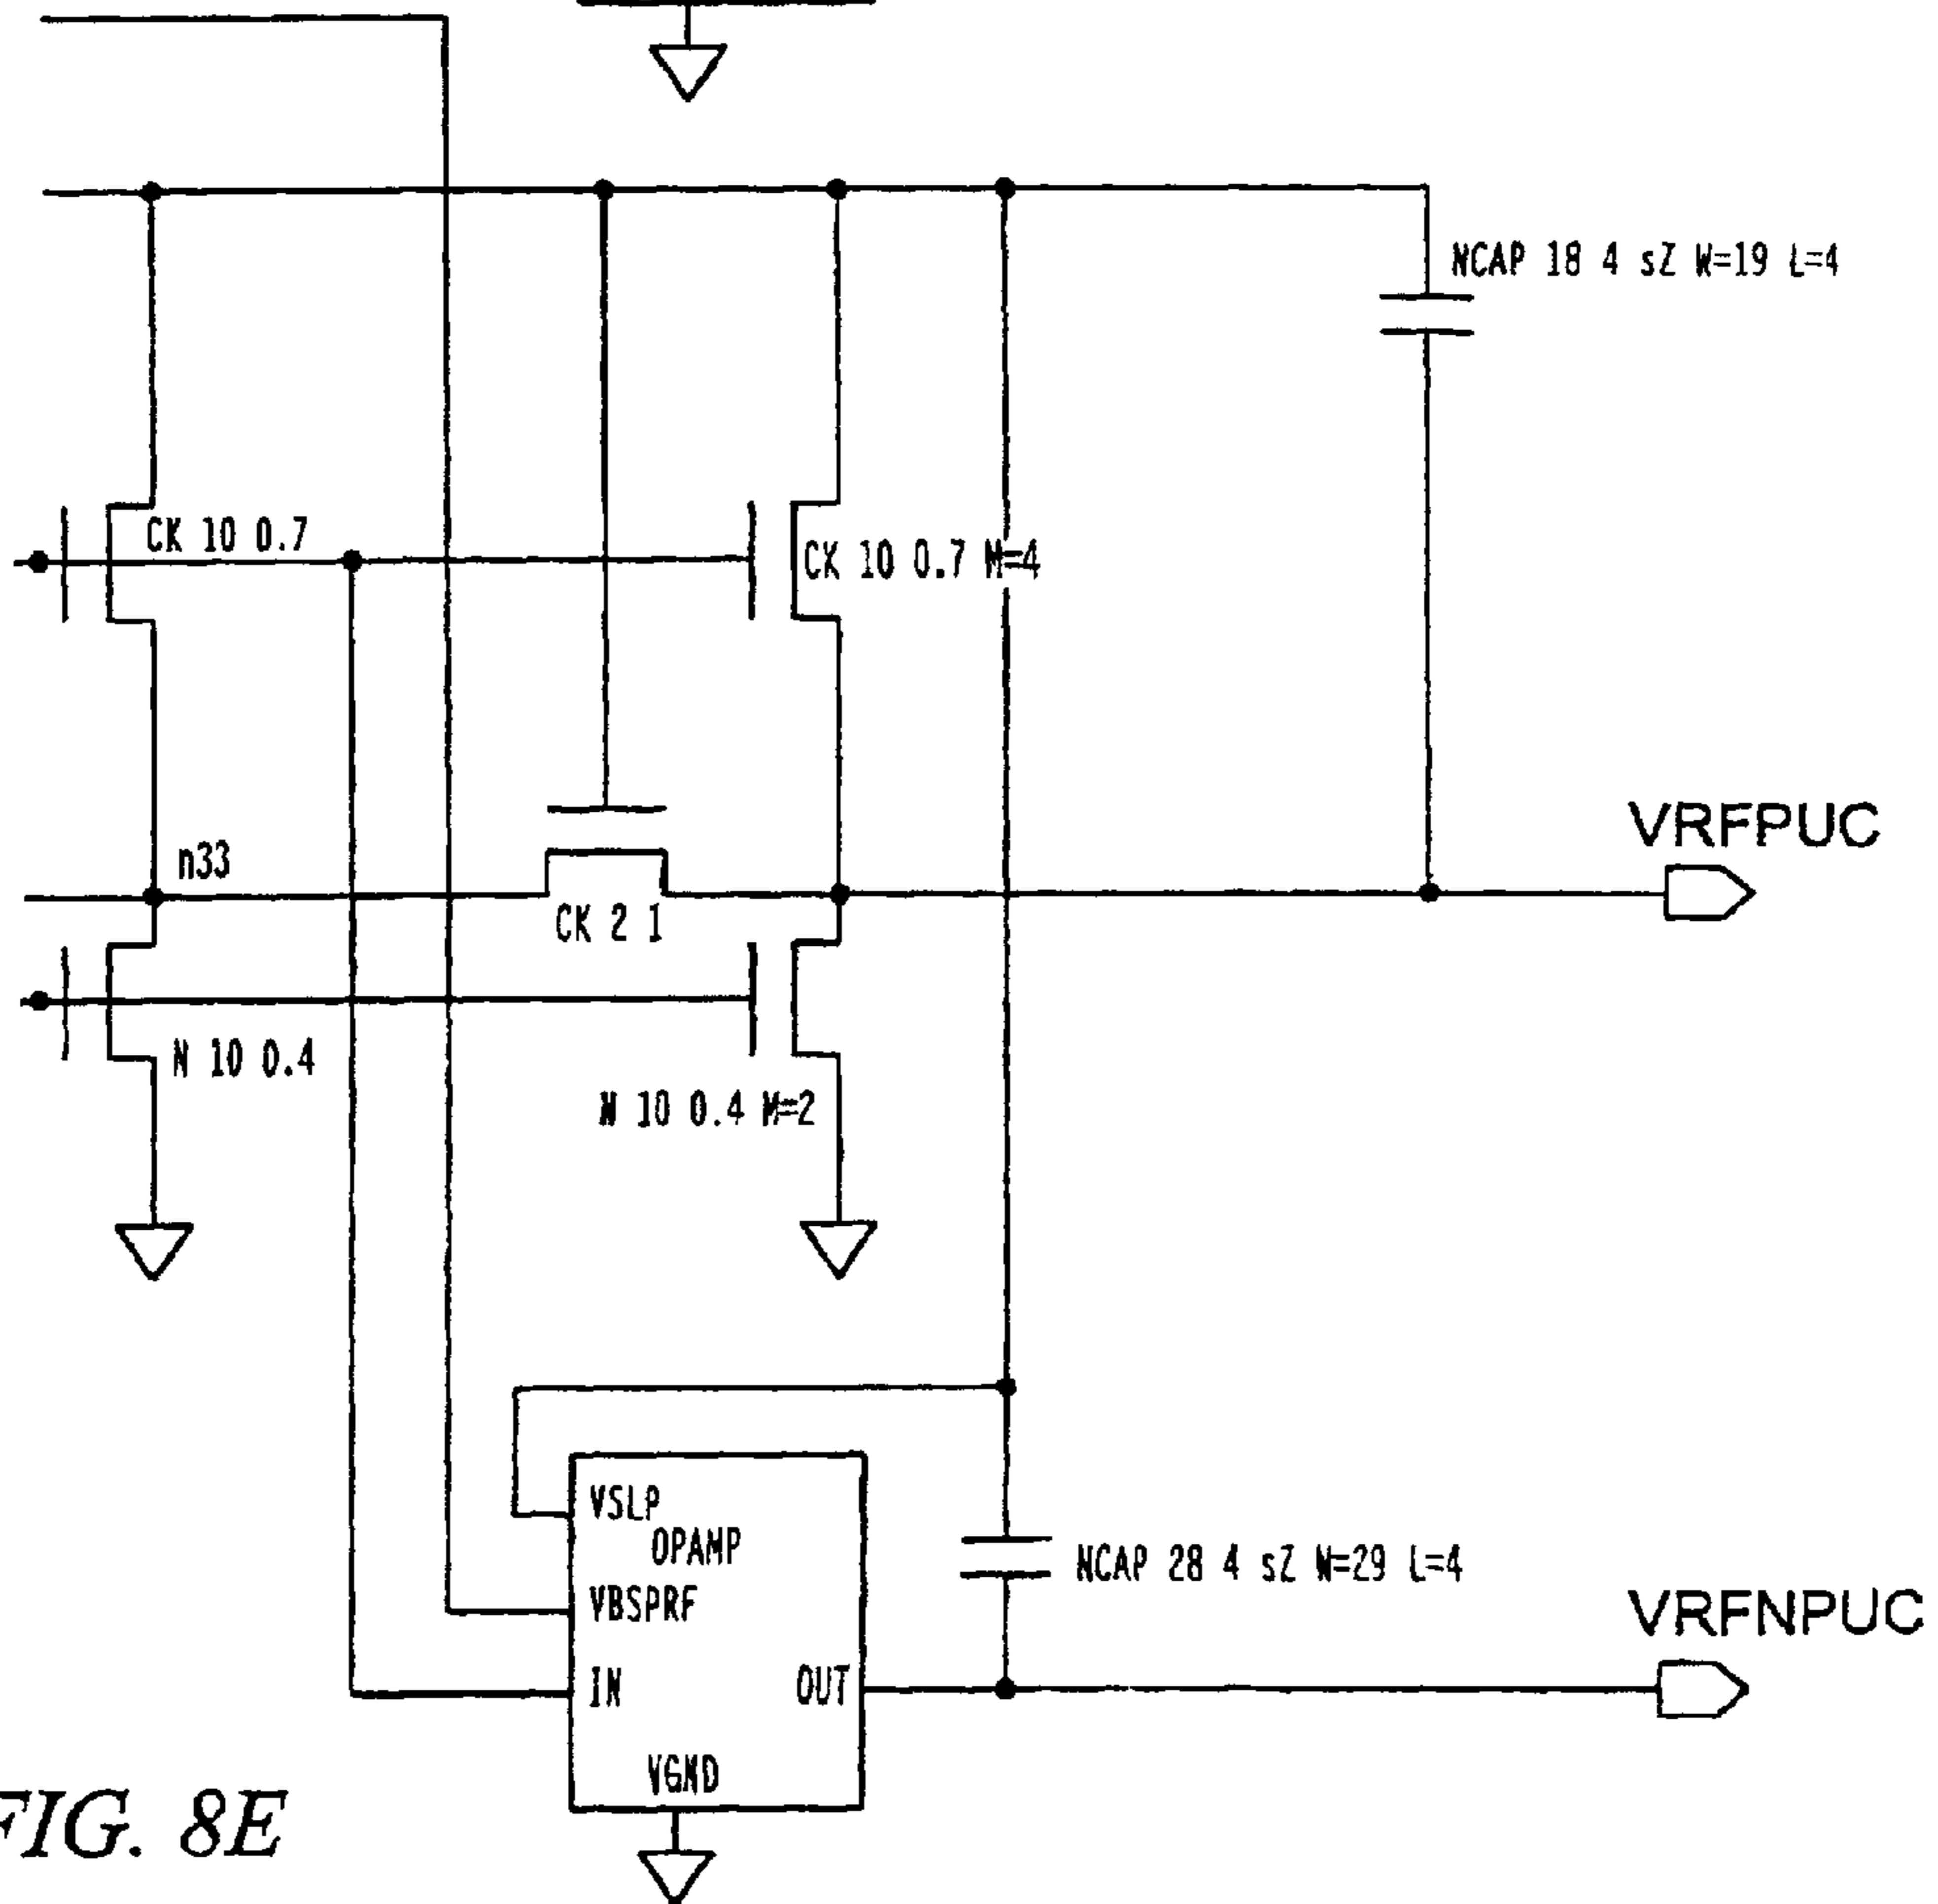 NCAP 18 4 sZ W=19 L=4
CK 10 0.7
CK 10 0.7 M=4
VRFPUC
n33
CK 2 1
N 10 0.4
N 10 0.4 M=2
VSLP
OPAMP
NCAP 28 4 sZ W=29 L=4
VBSPRF
VRFNPUC
IN
OUT
VGND
FIG. 8E